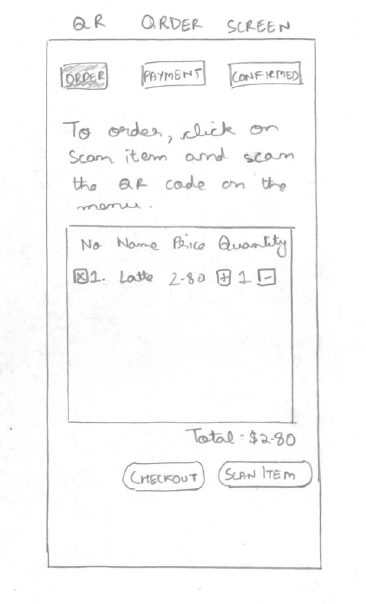 QR ORDER SCREEN
ORDER PAYMENT CONFIRMED
To order, click on
Scan item and scan
the QR code on the
menu.
No Name Price Quantity
x 1. Latte 2-80 + 1 -
Total - $2-80
CHECKOUT SCAN ITEM